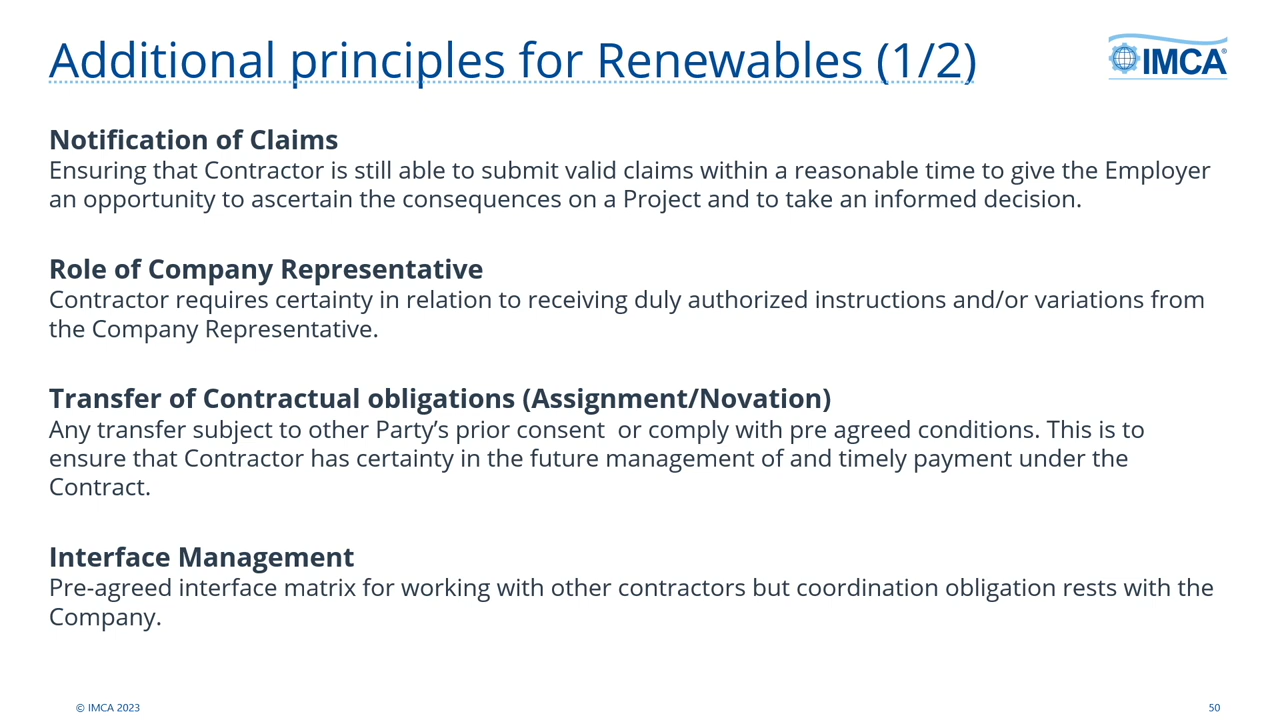 Additional principles for Renewables (1/2)
IMCA®
Notification of Claims
Ensuring that Contractor is still able to submit valid claims within a reasonable time to give the Employer
an opportunity to ascertain the consequences on a Project and to take an informed decision.
Role of Company Representative
Contractor requires certainty in relation to receiving duly authorized instructions and/or variations from
the Company Representative.
Transfer of Contractual obligations (Assignment/Novation)
Any transfer subject to other Party’s prior consent  or comply with pre agreed conditions. This is to
ensure that Contractor has certainty in the future management of and timely payment under the
Contract.
Interface Management
Pre-agreed interface matrix for working with other contractors but coordination obligation rests with the
Company.
© IMCA 2023
50